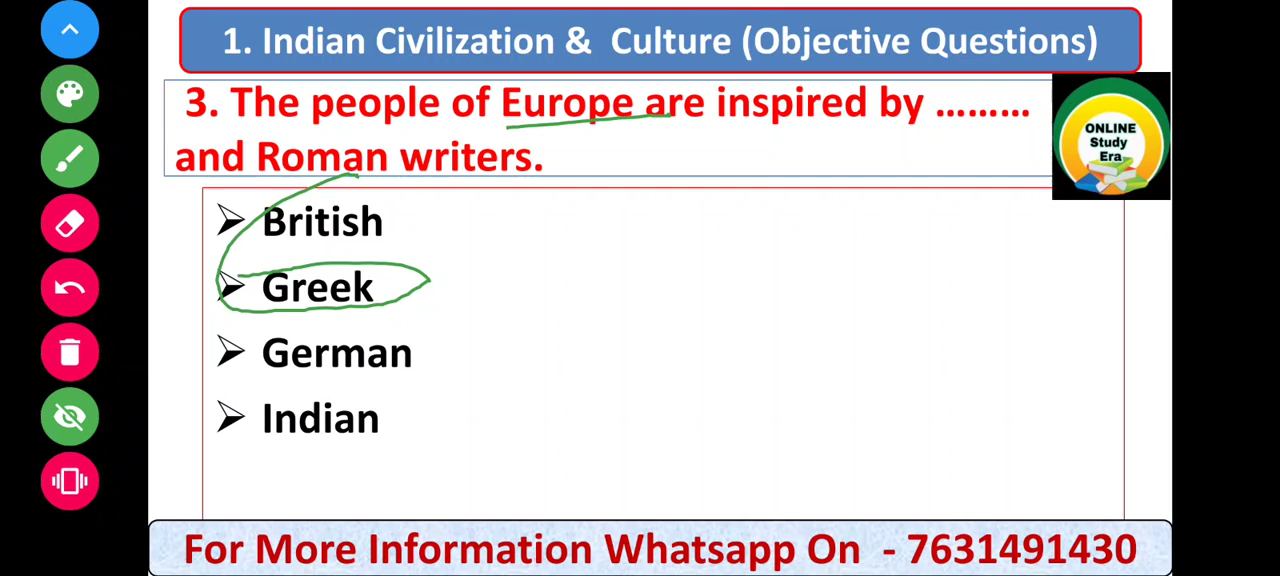 1. Indian Civilization & Culture (Objective Questions)
3. The people of Europe are inspired by ………
and Roman writers.
ONLINE
Study
Era
British
Greek
German
Indian
For More Information Whatsapp On - 7631491430